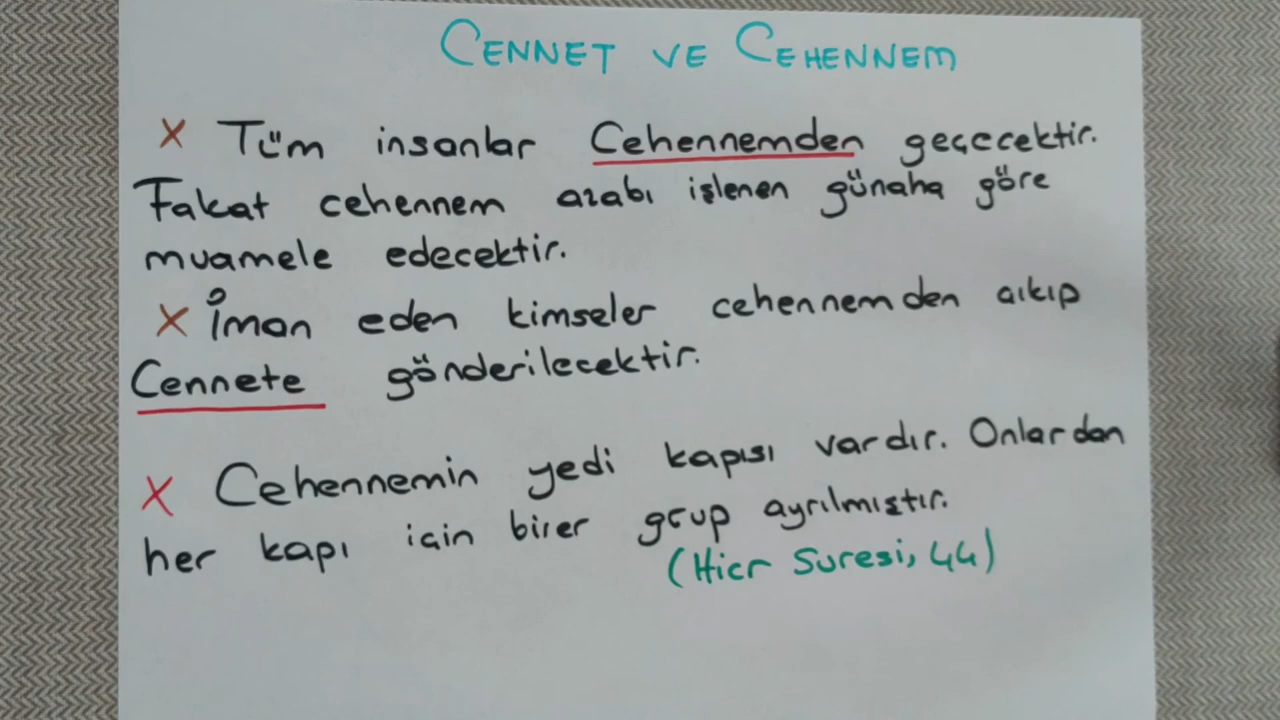 CENNET VE CEHENNEM
x Tüm insanlar Cehennemden geçecektir.
Fakat cehennem azabı işlenen günaha göre
muamele edecektir.
x İman eden kimseler cehennemden çıkıp
Cennete gönderilecektir.
x Cehennemin yedi kapısı vardır. Onlardan
her kapı için birer grup ayrılmıştır.
(Hicr Suresi, 44)